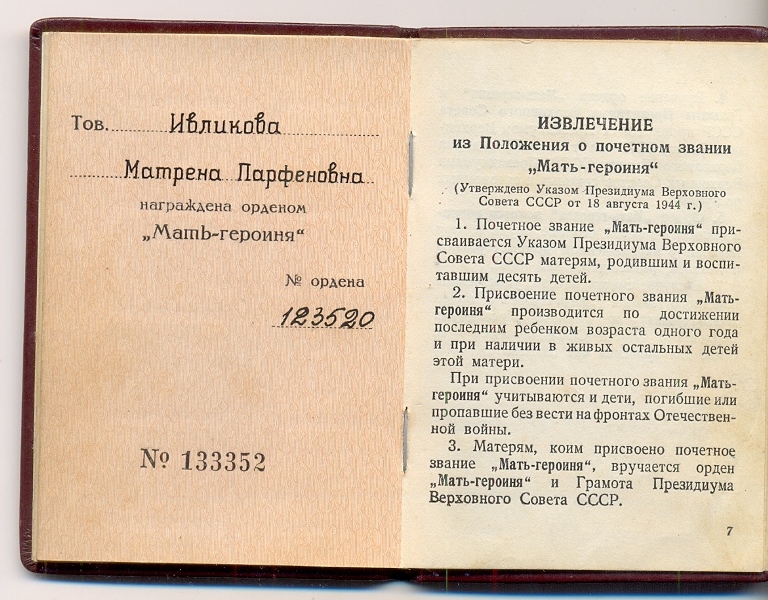 Тов. Ивликова
Матрена Парфеновна
награждена орденом
„Мать-героиня“
№ ордена
123520
№ 133352
ИЗВЛЕЧЕНИЕ
из Положения о почетном звании
„Мать-героиня“
(Утверждено Указом Президиума Верховного
Совета СССР от 18 августа 1944 г.)
1. Почетное звание „Мать-героиня“ при-
сваивается Указом Президиума Верховного
Совета СССР матерям, родившим и воспи-
тавшим десять детей.
2. Присвоение почетного звания „Мать-
героиня“ производится по достижении
последним ребенком возраста одного года
и при наличии в живых остальных детей
этой матери.
При присвоении почетного звания „Мать-
героиня“ учитываются и дети, погибшие или
пропавшие без вести на фронтах Отечествен-
ной войны.
3. Матерям, коим присвоено почетное
звание „Мать-героиня“, вручается орден
„Мать-героиня“ и Грамота Президиума
Верховного Совета СССР.
7